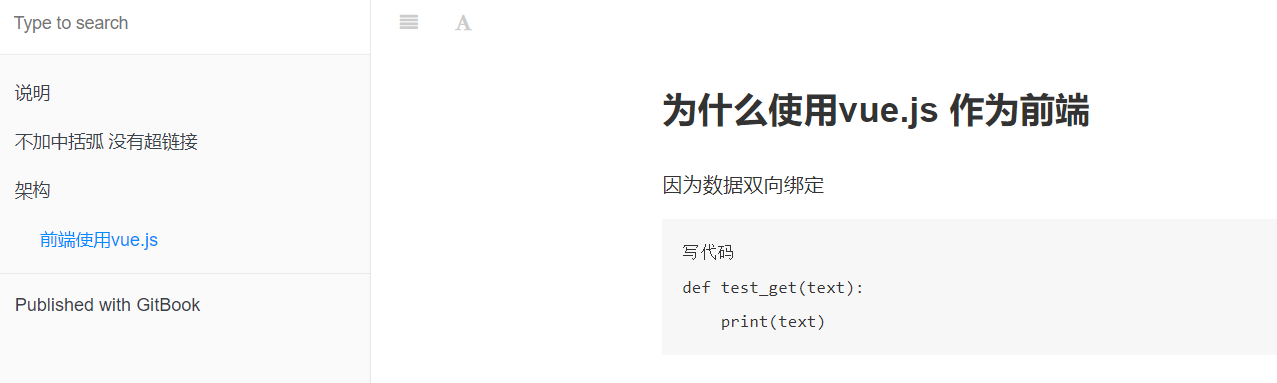 Type to search
A
说明
不加中括弧 没有超链接
架构
前端使用vue.js
Published with GitBook
为什么使用vue.js 作为前端
因为数据双向绑定
写代码
def test_get(text):
    print(text)